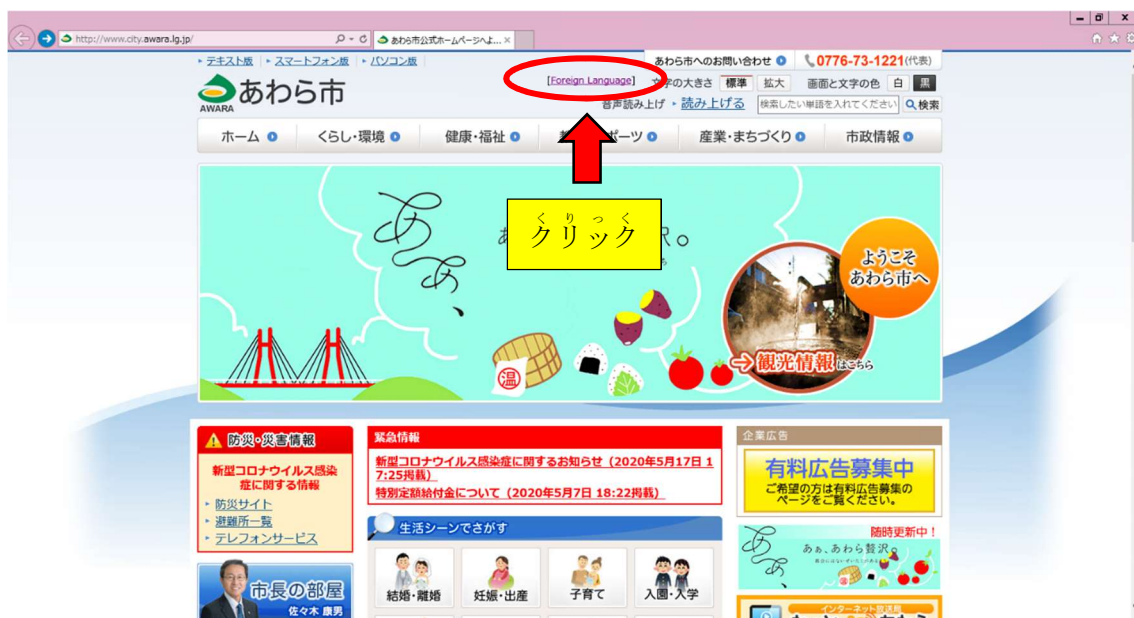 http://www.city.awara.lg.jp/
あわら市公式ホームページへよ...
テキスト版 スマートフォン版 パソコン版
あわら市へのお問い合わせ 0776-73-1221(代表)
[Foreign Language] 文字の大きさ 標準 拡大 画面と文字の色 白 黒
AWARA あわら市
音声読み上げ 読み上げる 検索したい単語を入れてください 検索
ホーム くらし・環境 健康・福祉 ポーツ 産業・まちづくり 市政情報
くりっく
クリック
ああ、
ようこそ
あわら市へ
温
観光情報はこちら
防災・災害情報
新型コロナウイルス感染
症に関する情報
防災サイト
避難所一覧
テレフォンサービス
市長の部屋
佐々木 康男
緊急情報
新型コロナウイルス感染症に関するお知らせ（2020年5月17日 1
7:25掲載）
特別定額給付金について（2020年5月7日 18:22掲載）
生活シーンでさがす
結婚・離婚 妊娠・出産 子育て 入園・入学
企業広告
有料広告募集中
ご希望の方は有料広告募集の
ページをご覧ください。
随時更新中！
ああ、
あぁ、あわら贅沢。
インターネット放送局